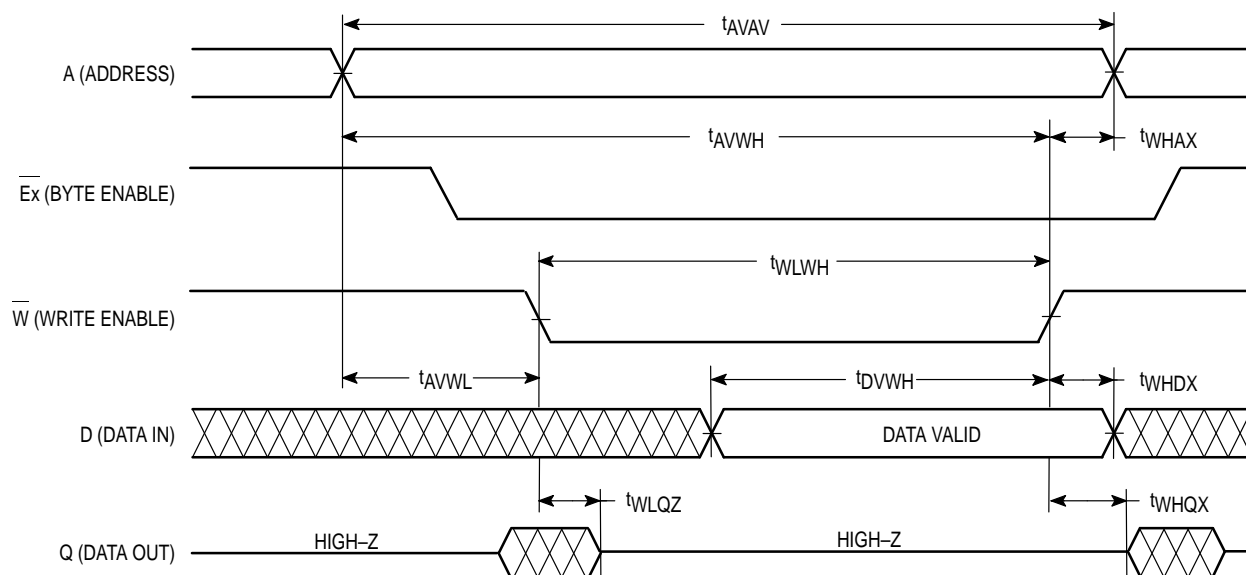 tAVAV
A (ADDRESS)
tAVWH
tWHAX
Ex (BYTE ENABLE)
tWLWH
W (WRITE ENABLE)
tAVWL
tDVWH
tWHDX
D (DATA IN)
DATA VALID
tWLQZ
tWHQX
Q (DATA OUT)
HIGH–Z
HIGH–Z